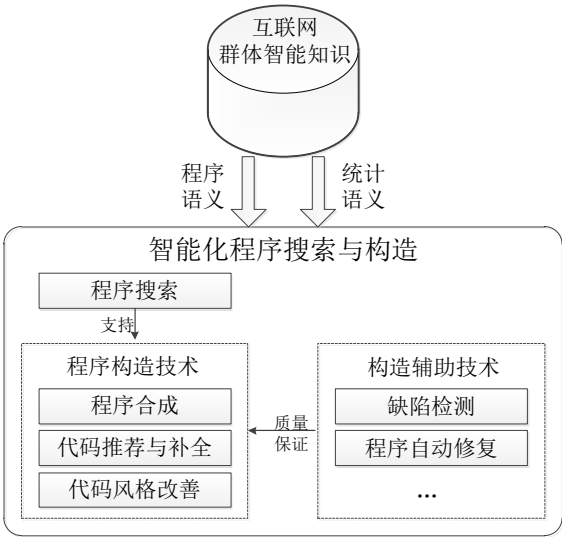 互联网
群体智能知识
程序
语义
统计
语义
智能化程序搜索与构造
程序搜索
支持
程序构造技术
程序合成
代码推荐与补全
代码风格改善
质量
保证
构造辅助技术
缺陷检测
程序自动修复
...